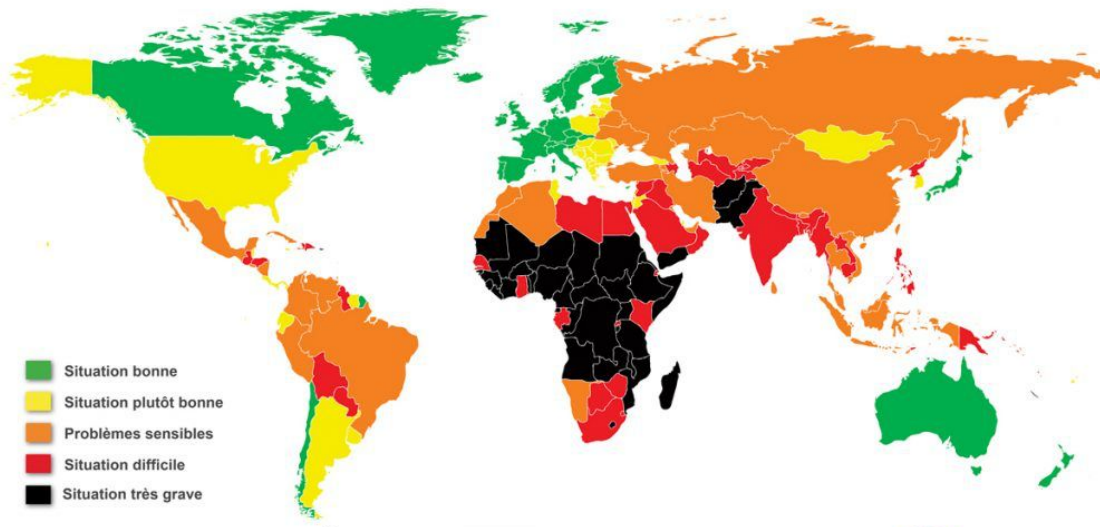 Situation bonne
Situation plutôt bonne
Problèmes sensibles
Situation difficile
Situation très grave